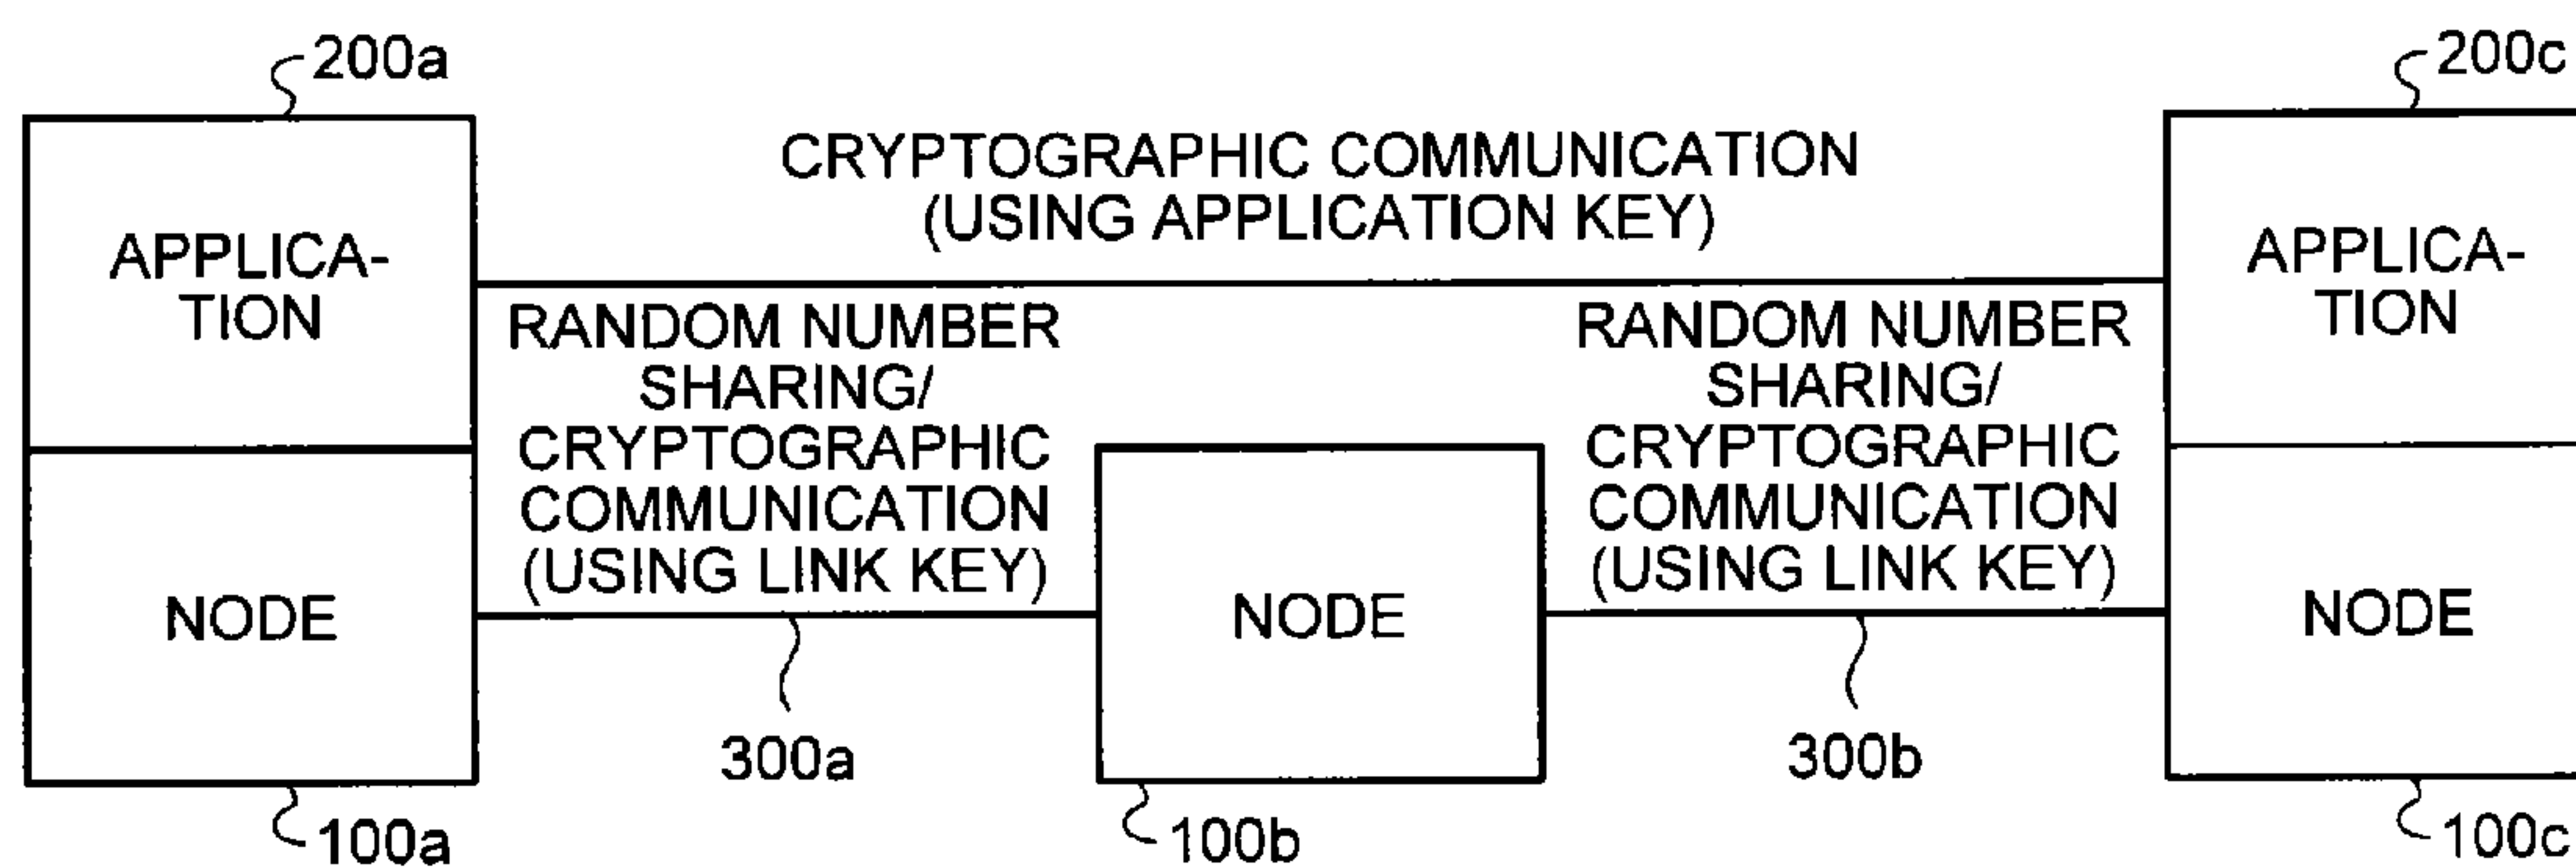 200a
200c
CRYPTOGRAPHIC COMMUNICATION
(USING APPLICATION KEY)
APPLICA-
TION
APPLICA-
TION
RANDOM NUMBER
SHARING/
CRYPTOGRAPHIC
COMMUNICATION
(USING LINK KEY)
RANDOM NUMBER
SHARING/
CRYPTOGRAPHIC
COMMUNICATION
(USING LINK KEY)
NODE
NODE
NODE
300a
300b
100a
100b
100c